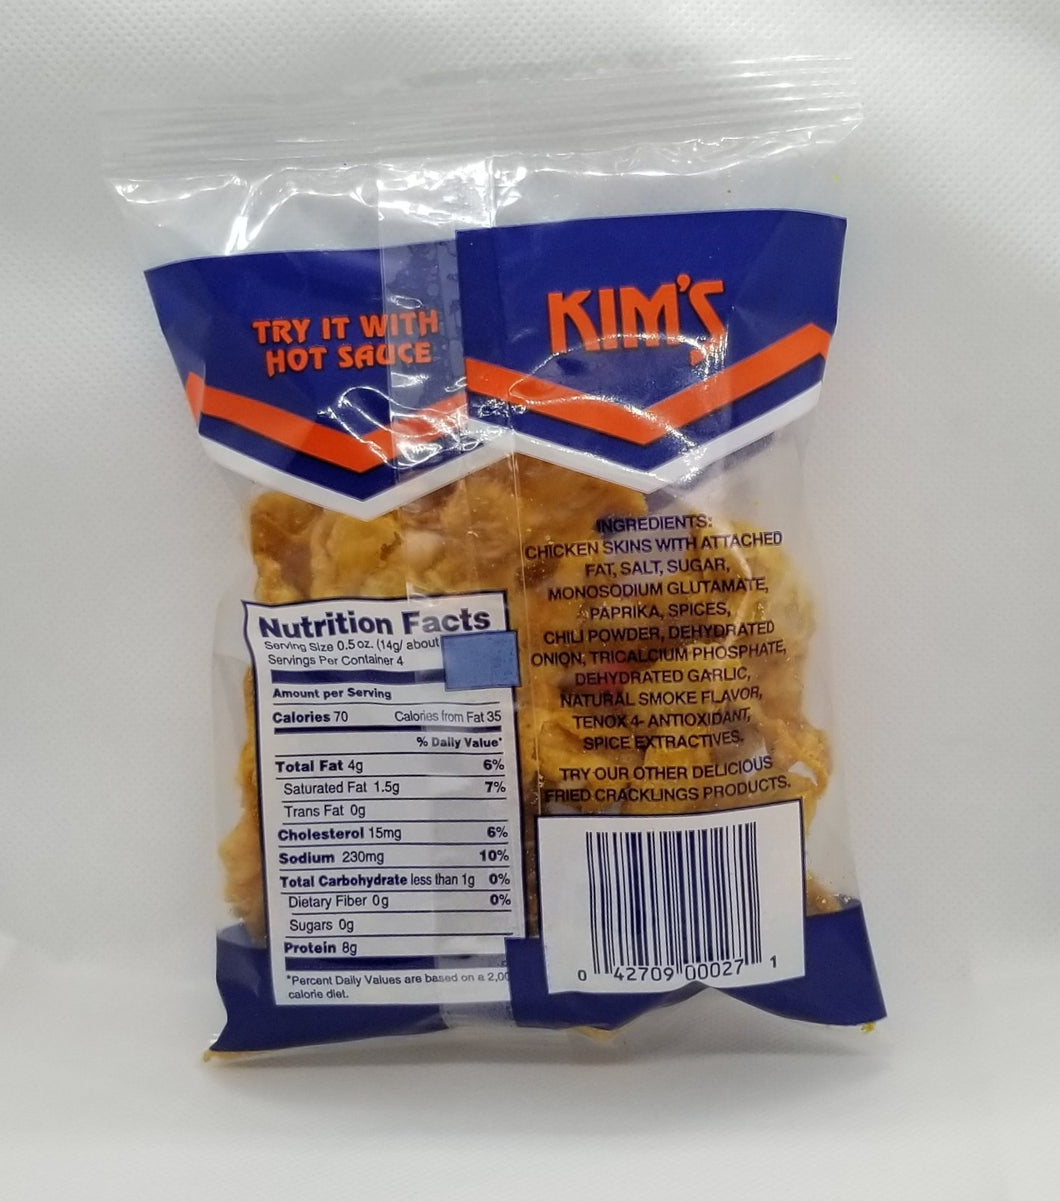 TRY IT WITH
HOT SAUCE
KIM'S
Nutrition Facts
Serving Size 0.5 oz. (14g/ about
Servings Per Container 4
Amount per Serving
Calories 70 Calories from Fat 35
% Daily Value*
Total Fat 4g 6%
Saturated Fat 1.5g 7%
Trans Fat 0g
Cholesterol 15mg 6%
Sodium 230mg 10%
Total Carbohydrate less than 1g 0%
Dietary Fiber 0g 0%
Sugars 0g
Protein 8g
*Percent Daily Values are based on a 2,00
calorie diet.
INGREDIENTS:
CHICKEN SKINS WITH ATTACHED
FAT, SALT, SUGAR,
MONOSODIUM GLUTAMATE,
PAPRIKA, SPICES,
CHILI POWDER, DEHYDRATED
ONION, TRICALCIUM PHOSPHATE,
DEHYDRATED GARLIC,
NATURAL SMOKE FLAVOR,
TENOX 4- ANTIOXIDANT,
SPICE EXTRACTIVES.
TRY OUR OTHER DELICIOUS
FRIED CRACKLINGS PRODUCTS.
0 42709 00027 1